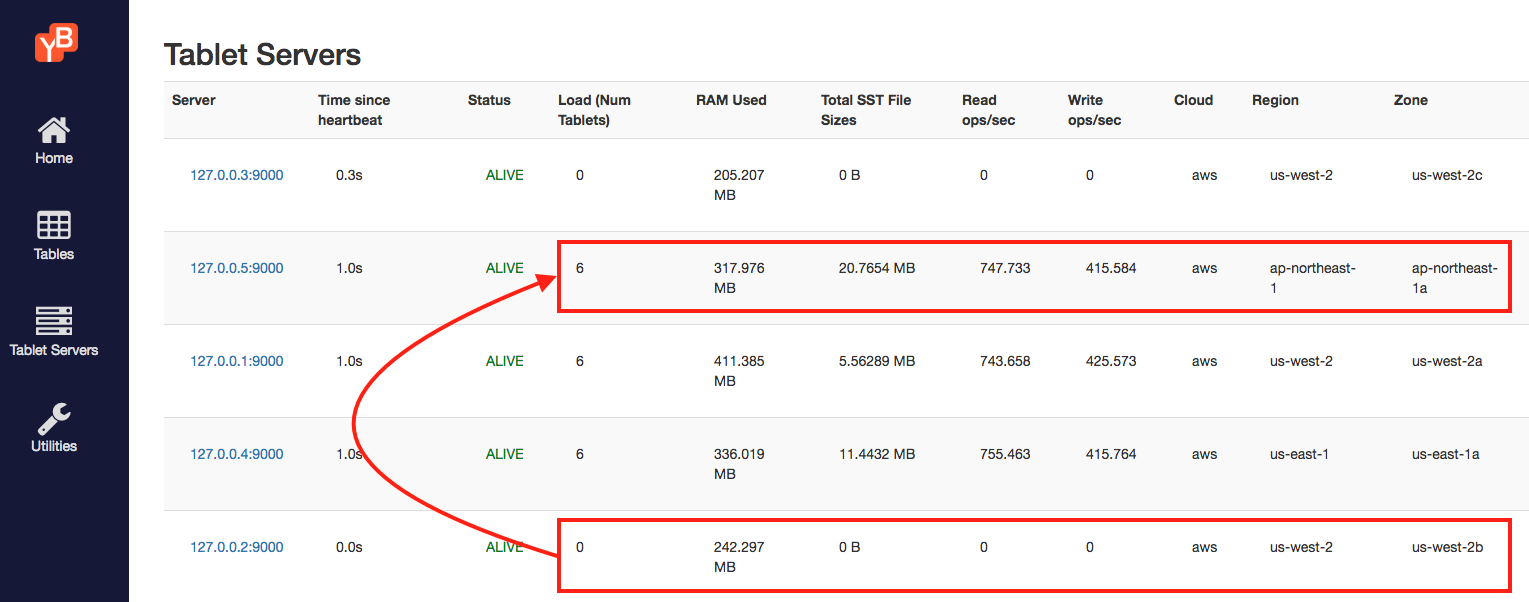 YB
Home
Tables
Tablet Servers
Utilities
Tablet Servers
Server Time since heartbeat Status Load (Num Tablets) RAM Used Total SST File Sizes Read ops/sec Write ops/sec Cloud Region Zone
127.0.0.3:9000 0.3s ALIVE 0 205.207 MB 0 B 0 0 aws us-west-2 us-west-2c
127.0.0.5:9000 1.0s ALIVE 6 317.976 MB 20.7654 MB 747.733 415.584 aws ap-northeast-1 ap-northeast-1a
127.0.0.1:9000 1.0s ALIVE 6 411.385 MB 5.56289 MB 743.658 425.573 aws us-west-2 us-west-2a
127.0.0.4:9000 1.0s ALIVE 6 336.019 MB 11.4432 MB 755.463 415.764 aws us-east-1 us-east-1a
127.0.0.2:9000 0.0s ALIVE 0 242.297 MB 0 B 0 0 aws us-west-2 us-west-2b